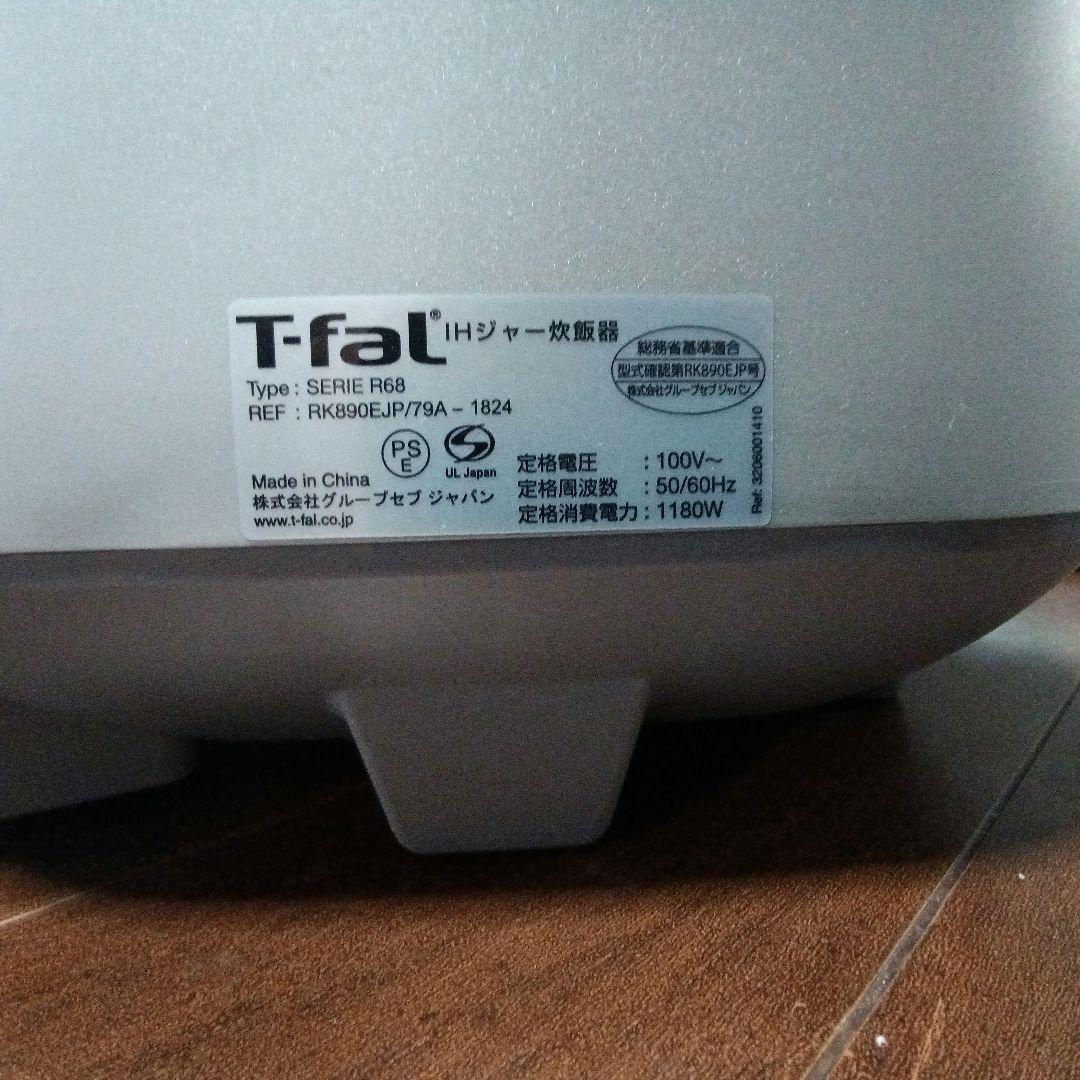 T-fal® IHジャー炊飯器
Type : SERIE R68
REF : RK890EJP/79A - 1824
総務省基準適合
型式確認第RK890EJP号
株式会社グループセブ ジャパン
PS
E
S
UL Japan
Made in China
株式会社グループセブ ジャパン
www.t-fal.co.jp
定格電圧 : 100V~
定格周波数 : 50/60Hz
定格消費電力 : 1180W
Ref: 3206001410